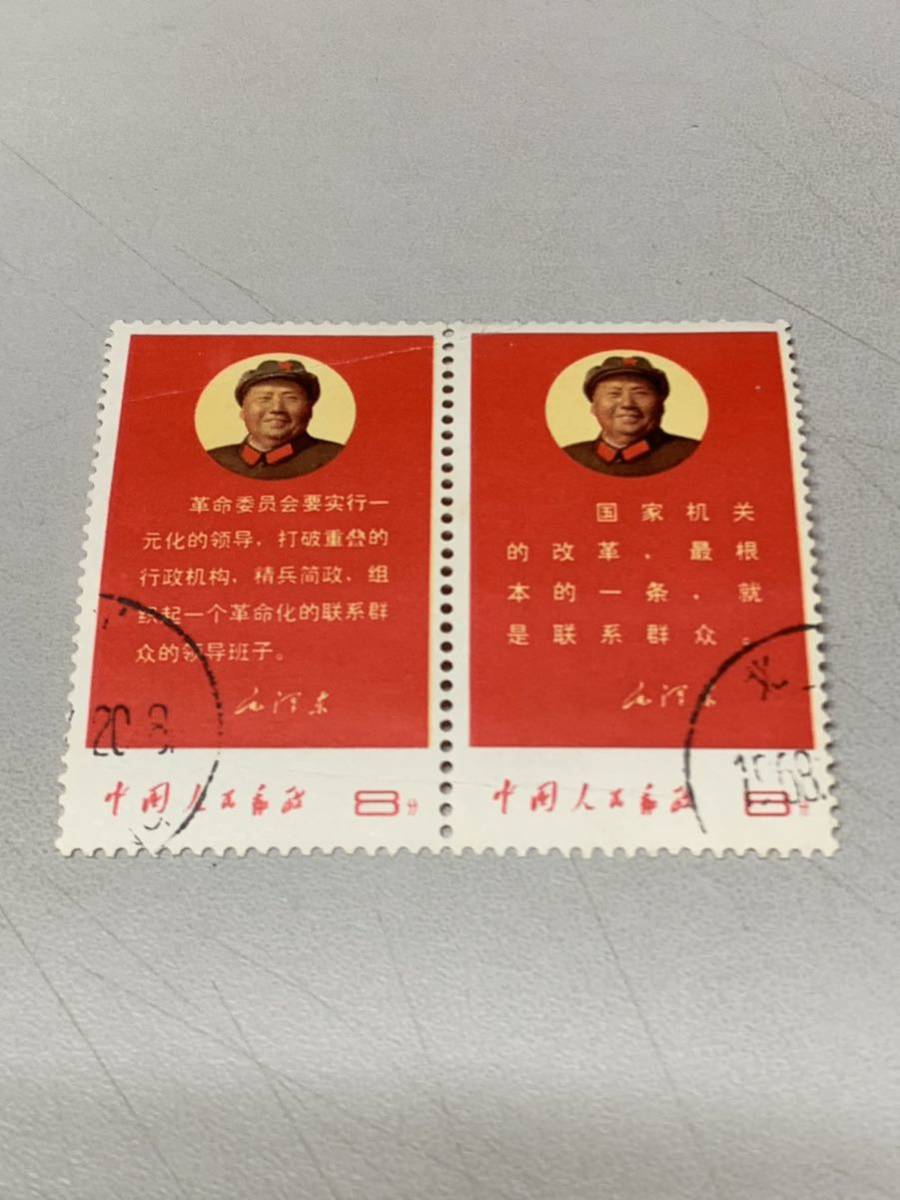 革命委员会要实行一
元化的领导，打破重叠的
行政机构，精兵简政，组
织起一个革命化的联系群
众的领导班子。
毛泽东
中国人民邮政 8分
国家机关
的改革，最根
本的一条，就
是联系群众。
毛泽东
中国人民邮政 8分